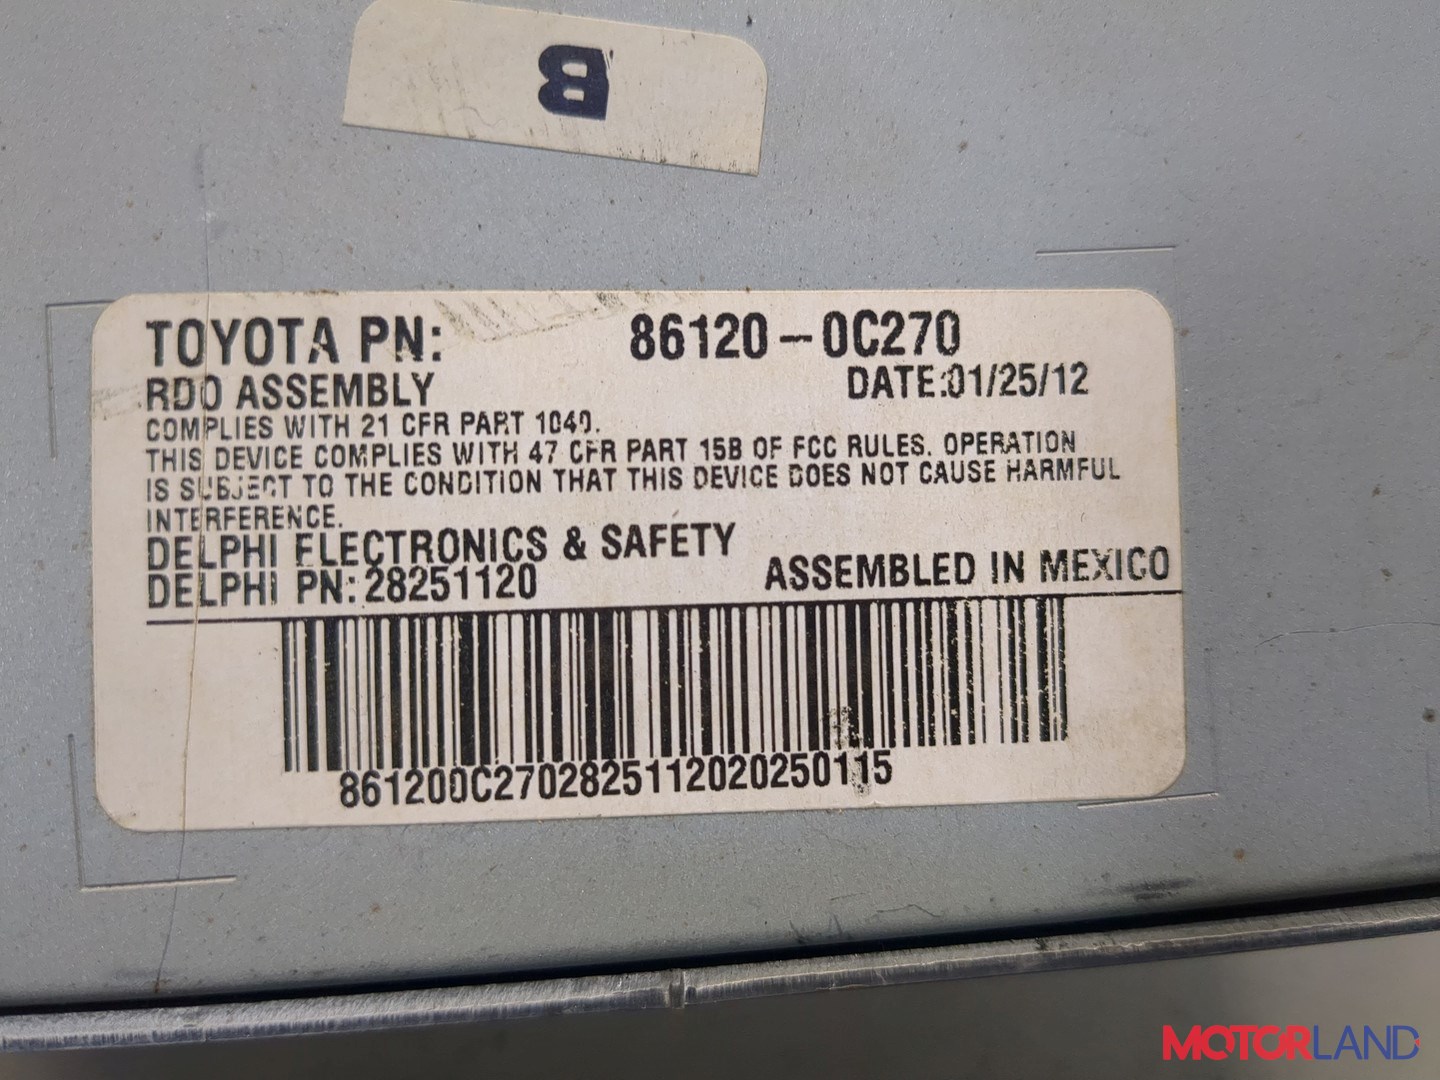 B
TOYOTA PN: 86120-0C270
RDO ASSEMBLY DATE:01/25/12
COMPLIES WITH 21 CFR PART 1040.
THIS DEVICE COMPLIES WITH 47 CFR PART 15B OF FCC RULES. OPERATION
IS SUBJECT TO THE CONDITION THAT THIS DEVICE DOES NOT CAUSE HARMFUL
INTERFERENCE.
DELPHI ELECTRONICS & SAFETY
DELPHI PN: 28251120 ASSEMBLED IN MEXICO
861200C2702825112020250115
MOTORLAND